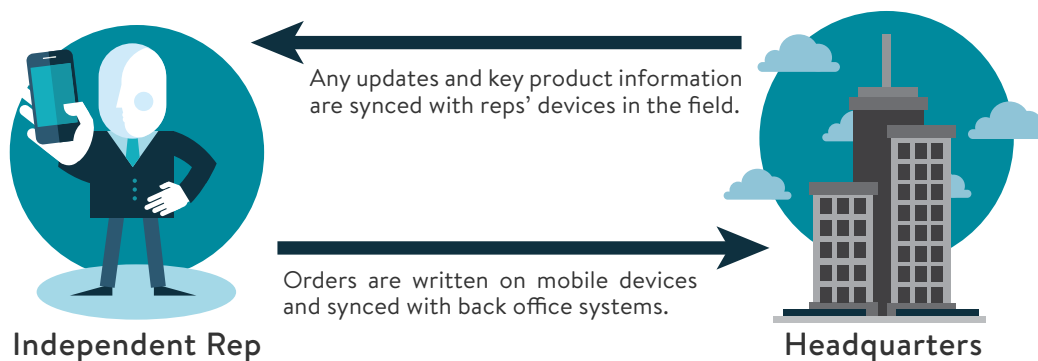 Any updates and key product information
are synced with reps’ devices in the field.
Orders are written on mobile devices
and synced with back office systems.
Independent Rep
Headquarters